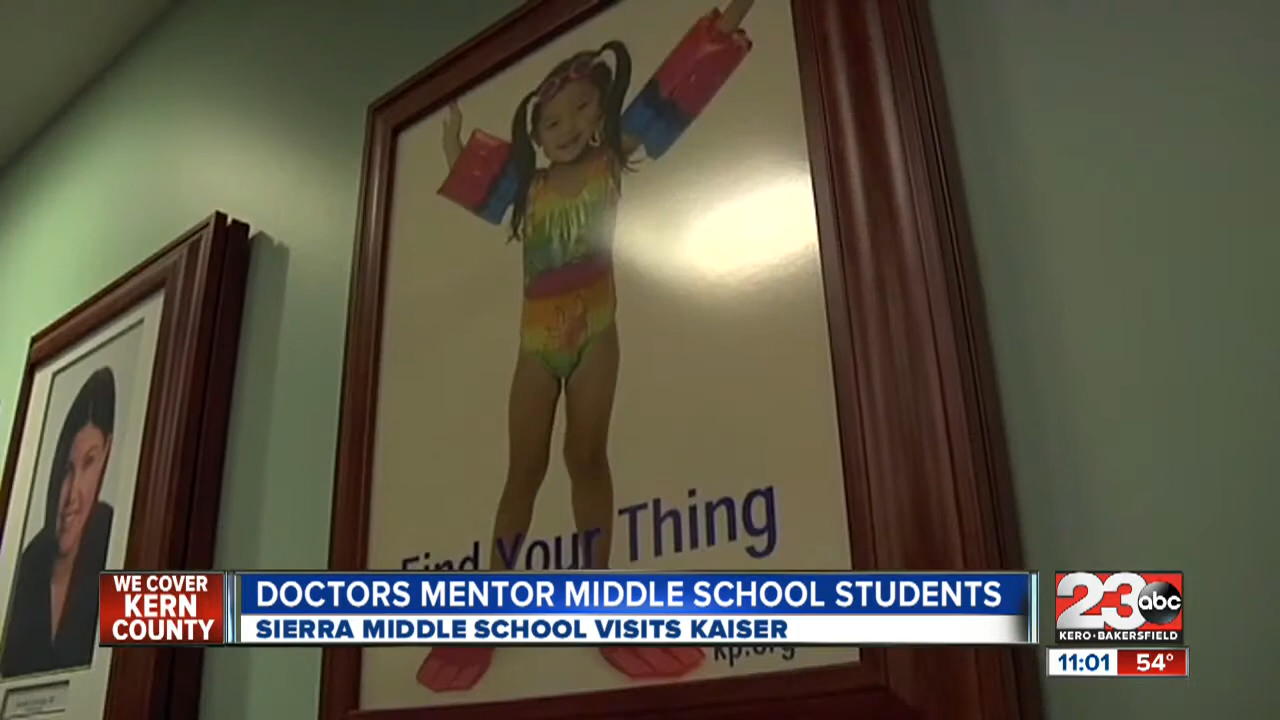 Find Your Thing
kp.org
WE COVER
KERN
COUNTY
DOCTORS MENTOR MIDDLE SCHOOL STUDENTS
SIERRA MIDDLE SCHOOL VISITS KAISER
23 abc
KERO·BAKERSFIELD
11:01 54°